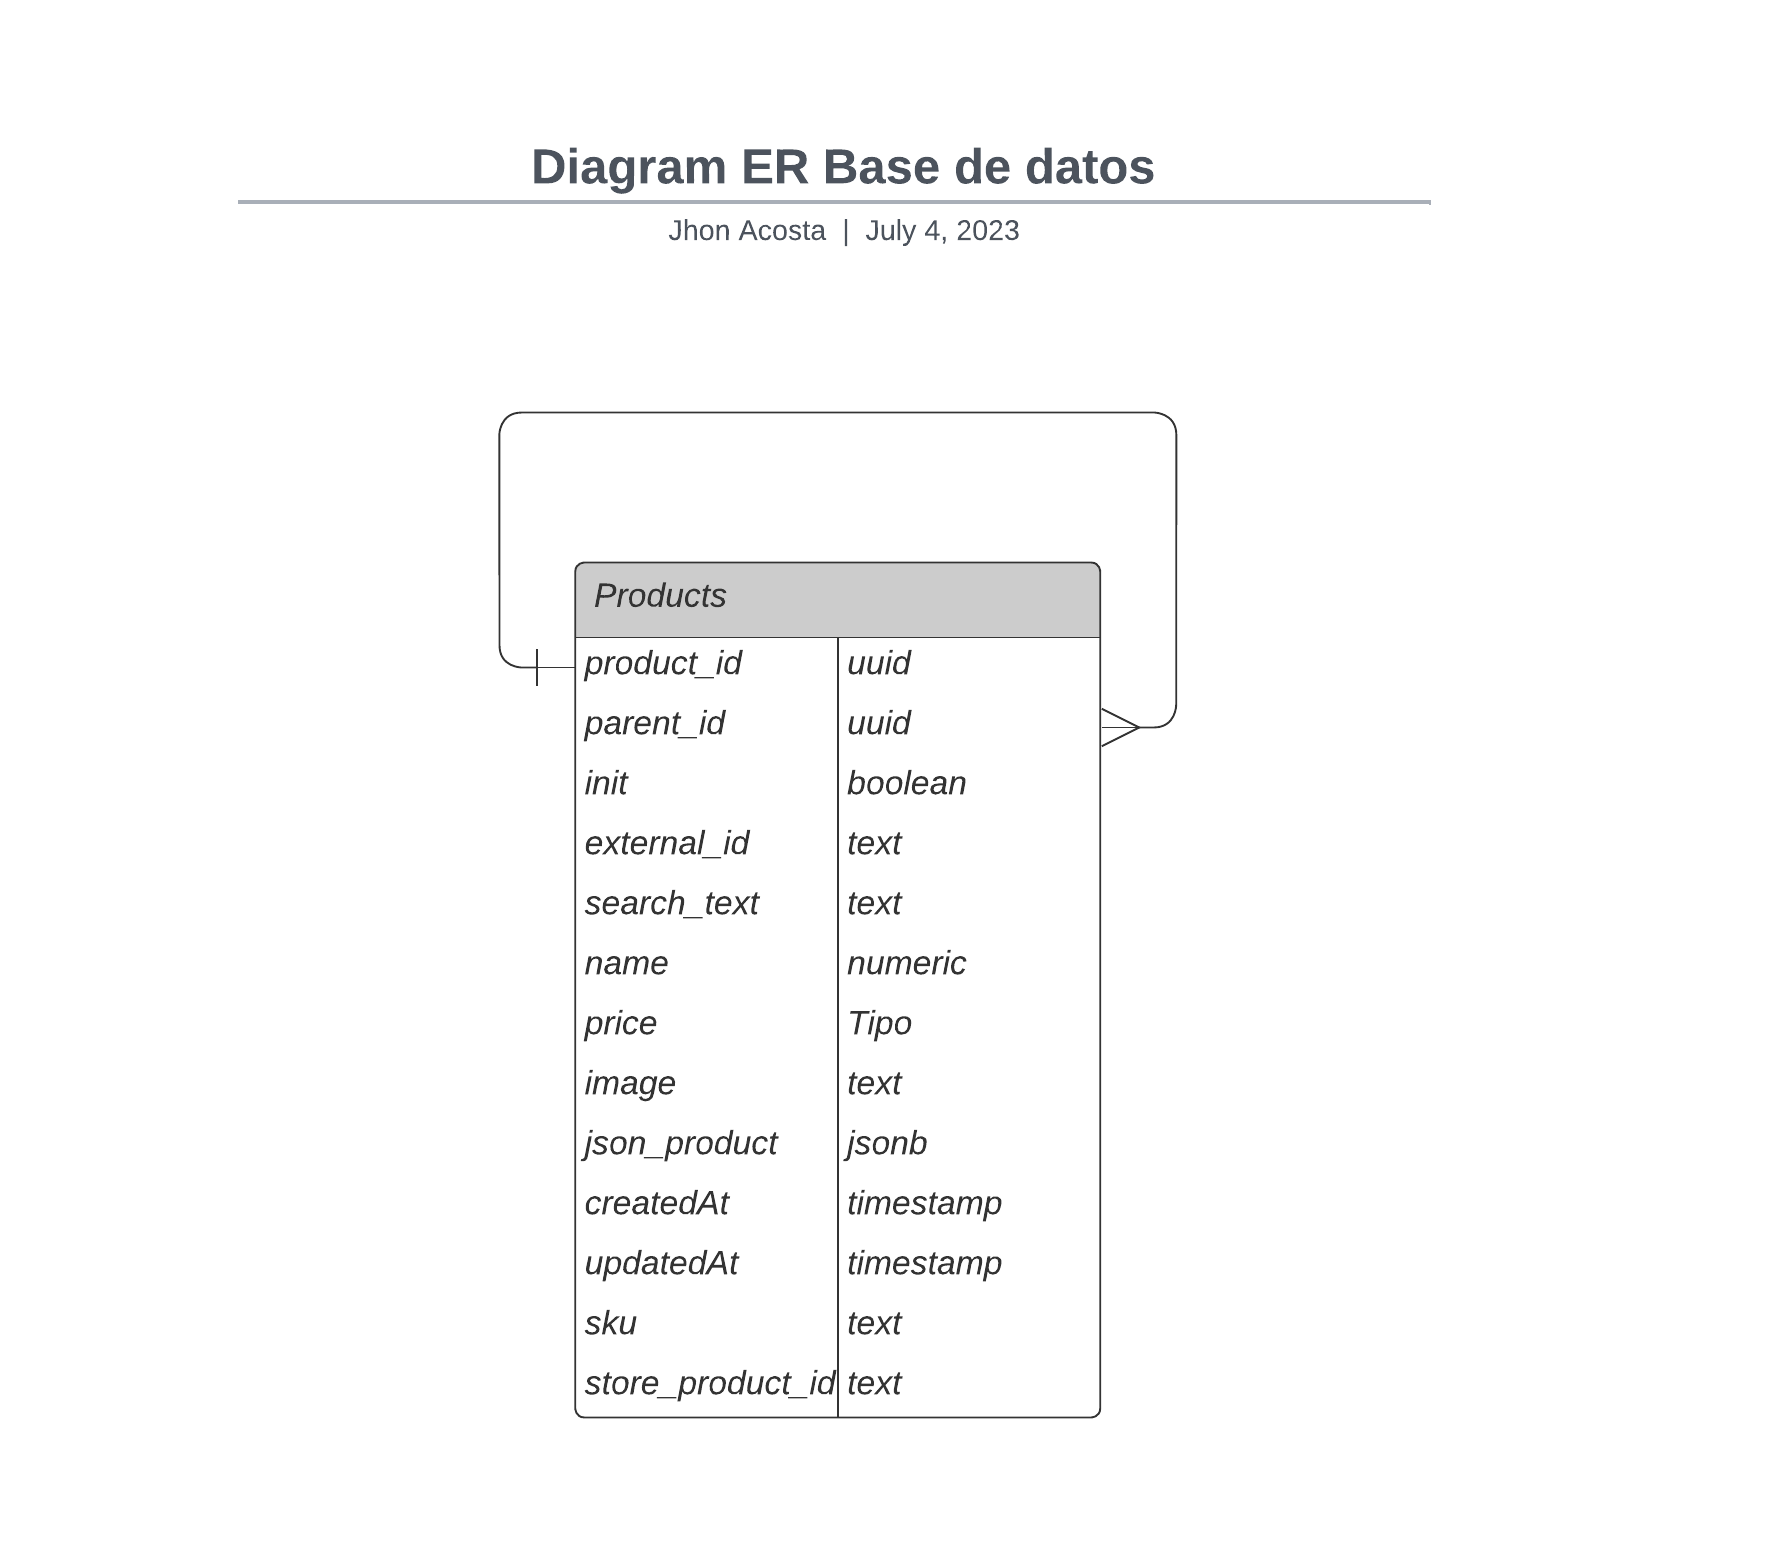 Diagram ER Base de datos
Jhon Acosta | July 4, 2023
Products
product_id uuid
parent_id uuid
init boolean
external_id text
search_text text
name numeric
price Tipo
image text
json_product jsonb
createdAt timestamp
updatedAt timestamp
sku text
store_product_id text